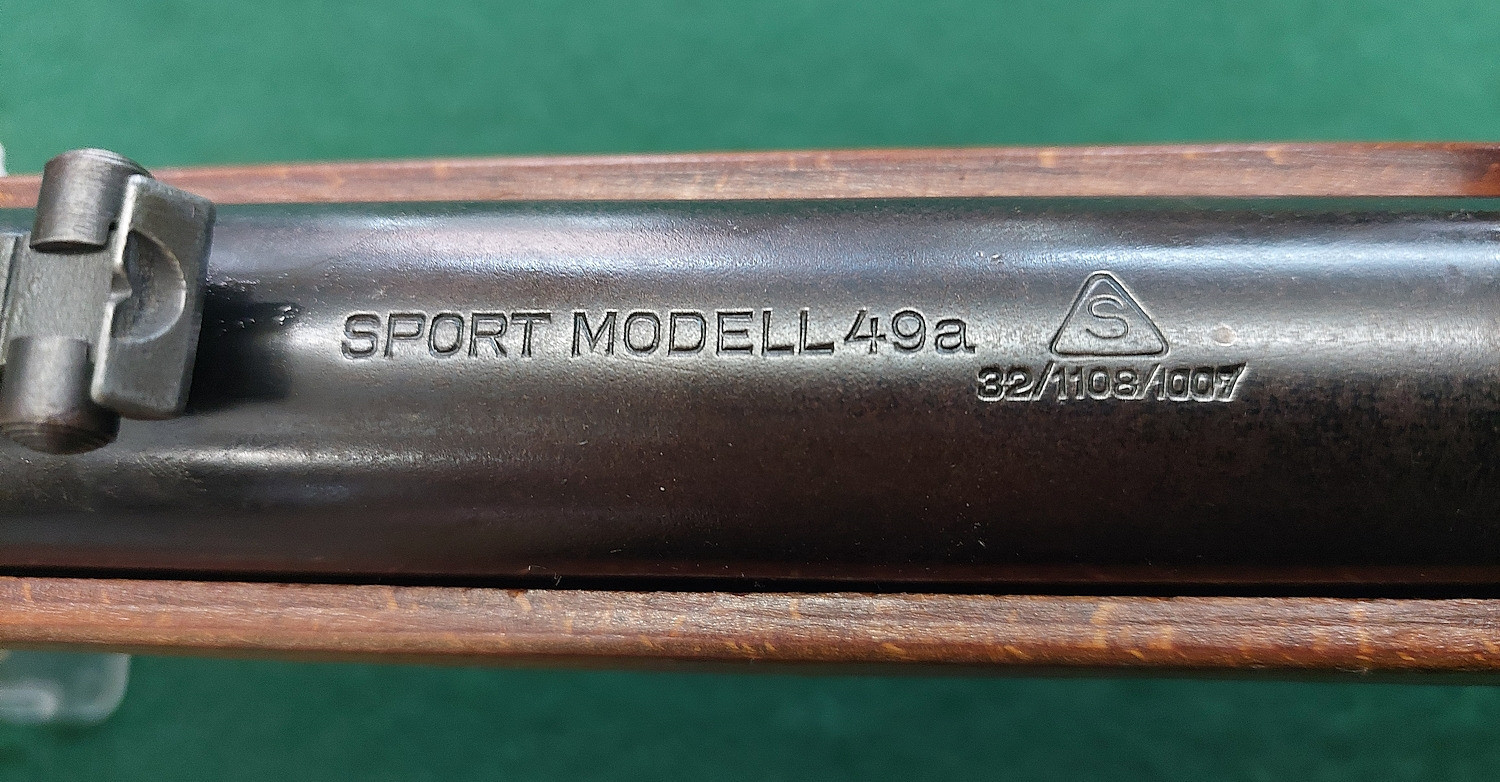 SPORT MODELL 49a
S
32/1108/1007